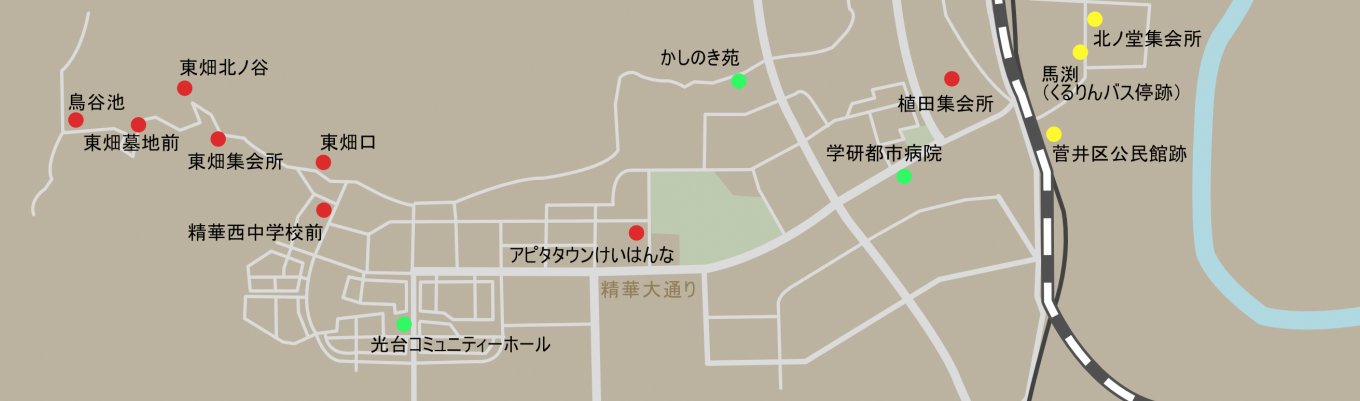 北ノ堂集会所
かしのき苑
東畑北ノ谷
馬渕
（くるりんバス停跡）
鳥谷池
植田集会所
東畑墓地前
東畑口
東畑集会所
学研都市病院
菅井区公民館跡
精華西中学校前
アピタタウンけいはんな
精華大通り
光台コミュニティーホール